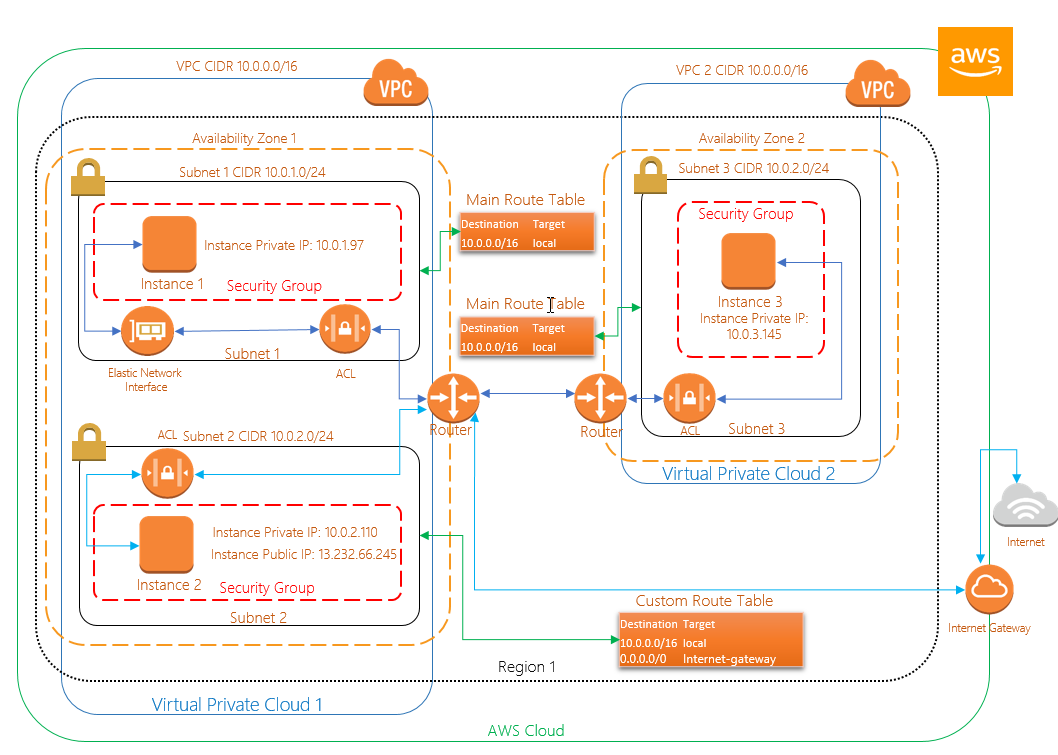 aws
VPC CIDR 10.0.0.0/16
VPC
VPC 2 CIDR 10.0.0.0/16
VPC
Availability Zone 1
Availability Zone 2
Subnet 1 CIDR 10.0.1.0/24
Subnet 3 CIDR 10.0.2.0/24
Instance Private IP: 10.0.1.97
Instance 1
Security Group
Elastic Network
Interface
Subnet 1
ACL
Main Route Table
Destination Target
10.0.0.0/16 local
Main Route Table
Destination Target
10.0.0.0/16 local
Security Group
Instance 3
Instance Private IP:
10.0.3.145
Router
Router
ACL
Subnet 3
Virtual Private Cloud 2
ACL
Subnet 2 CIDR 10.0.2.0/24
Instance Private IP: 10.0.2.110
Instance Public IP: 13.232.66.245
Instance 2
Security Group
Subnet 2
Internet
Internet Gateway
Custom Route Table
Destination Target
10.0.0.0/16 local
0.0.0.0/0 Internet-gateway
Region 1
Virtual Private Cloud 1
AWS Cloud